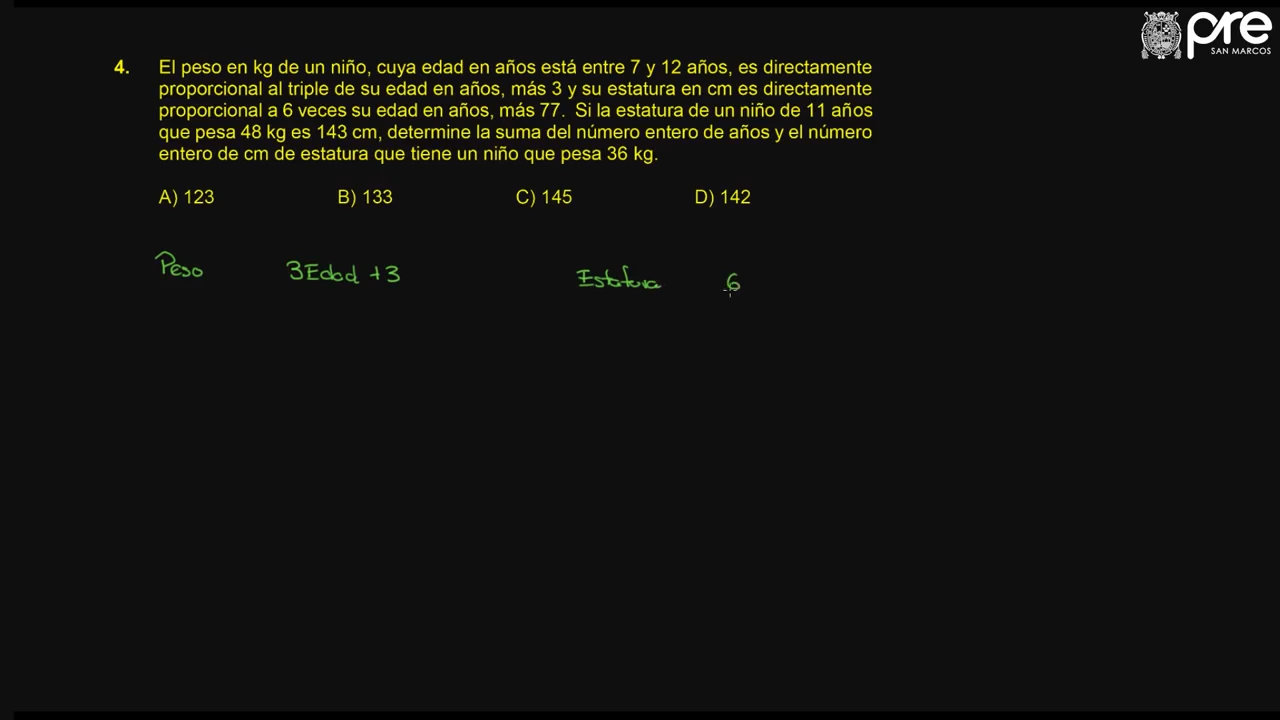 pre
SAN MARCOS
4. El peso en kg de un niño, cuya edad en años está entre 7 y 12 años, es directamente
proporcional al triple de su edad en años, más 3 y su estatura en cm es directamente
proporcional a 6 veces su edad en años, más 77. Si la estatura de un niño de 11 años
que pesa 48 kg es 143 cm, determine la suma del número entero de años y el número
entero de cm de estatura que tiene un niño que pesa 36 kg.
A) 123 B) 133 C) 145 D) 142
Peso 3Edad +3 Estatura 6